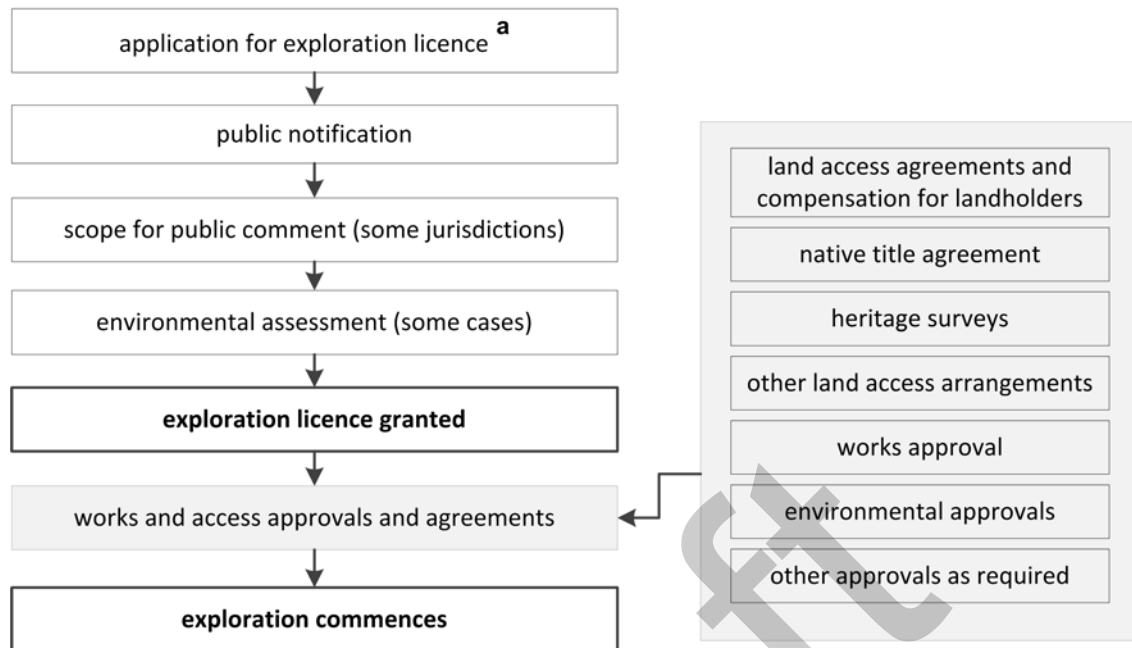 application for exploration licence a
public notification
scope for public comment (some jurisdictions)
environmental assessment (some cases)
exploration licence granted
works and access approvals and agreements
exploration commences
land access agreements and
compensation for landholders
native title agreement
heritage surveys
other land access arrangements
works approval
environmental approvals
other approvals as required
ft